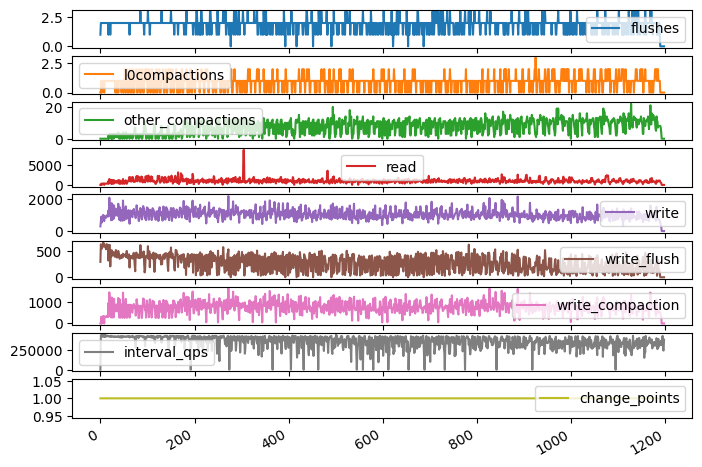 2.5
flushes
0.0
2.5
l0compactions
0.0
20
other_compactions
0
5000
read
0
2000
write
0
500
write_flush
0
1000
write_compaction
0
250000
interval_qps
0
1.05
1.00
change_points
0.95
0 200 400 600 800 1000 1200